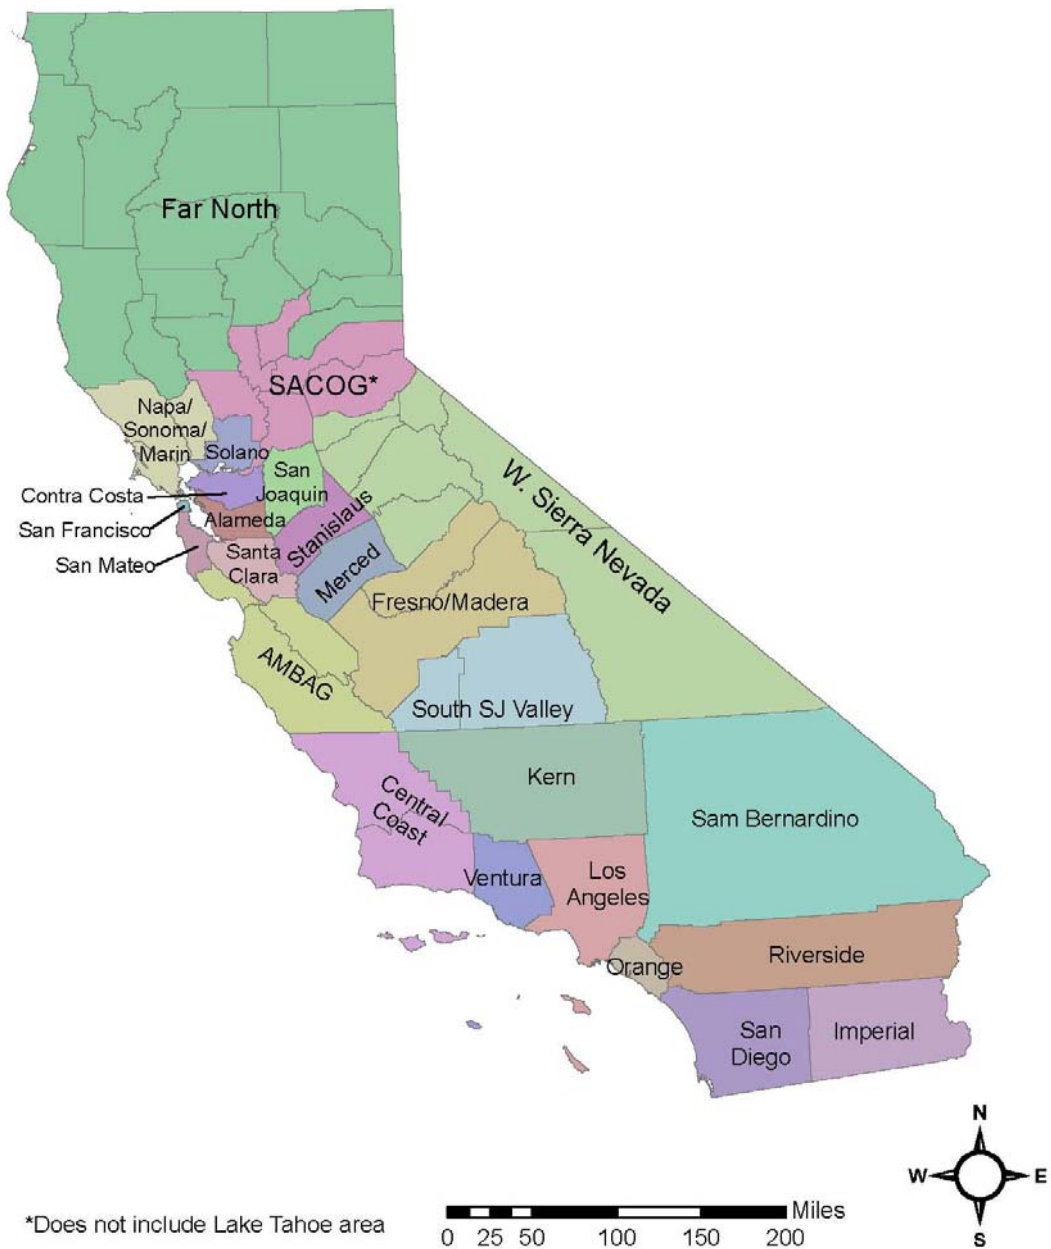 Far North
SACOG*
Napa/
Sonoma/
Marin
Solano
San
Joaquin
Contra Costa
San Francisco
Alameda
San Mateo
Santa
Clara
Stanislaus
Merced
W. Sierra Nevada
Fresno/Madera
AMBAG
South SJ Valley
Kern
Central
Coast
Sam Bernardino
Ventura
Los
Angeles
Orange
Riverside
San
Diego
Imperial
N
W E
S
*Does not include Lake Tahoe area
Miles
0 25 50 100 150 200